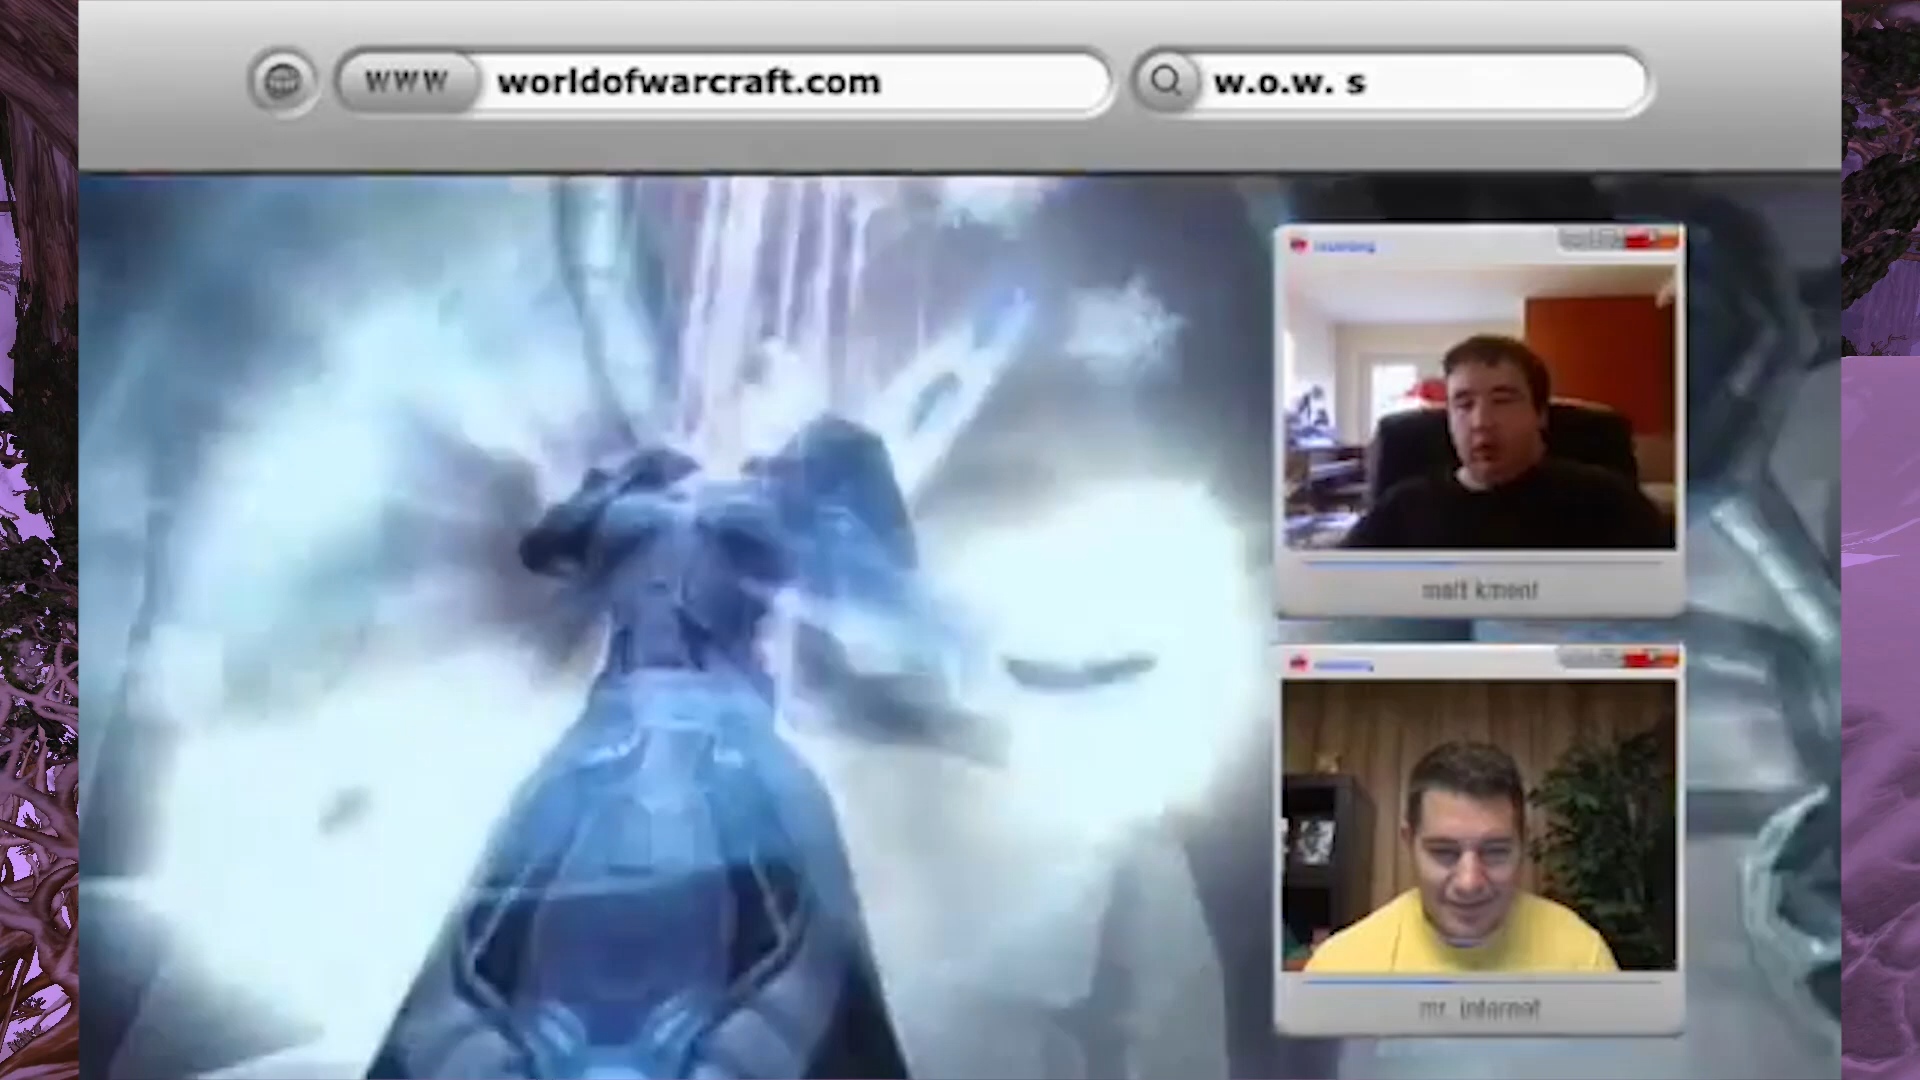 www worldofwarcraft.com
w.o.w. s
matt kment
mr. internet